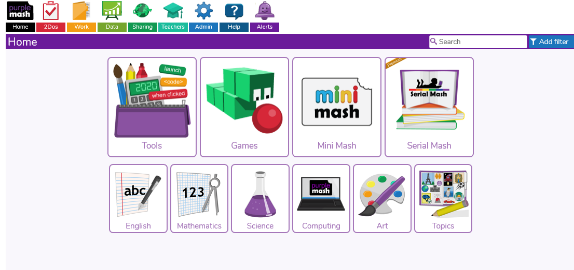 purple
mash
Home 2Dos Work Data Sharing Teachers Admin Help Alerts
Home Search Add filter
launch
2020
when clicked
mini
mash
Serial Mash
Tools Games Mini Mash Serial Mash
abc
123
purple
mash
English Mathematics Science Computing Art Topics